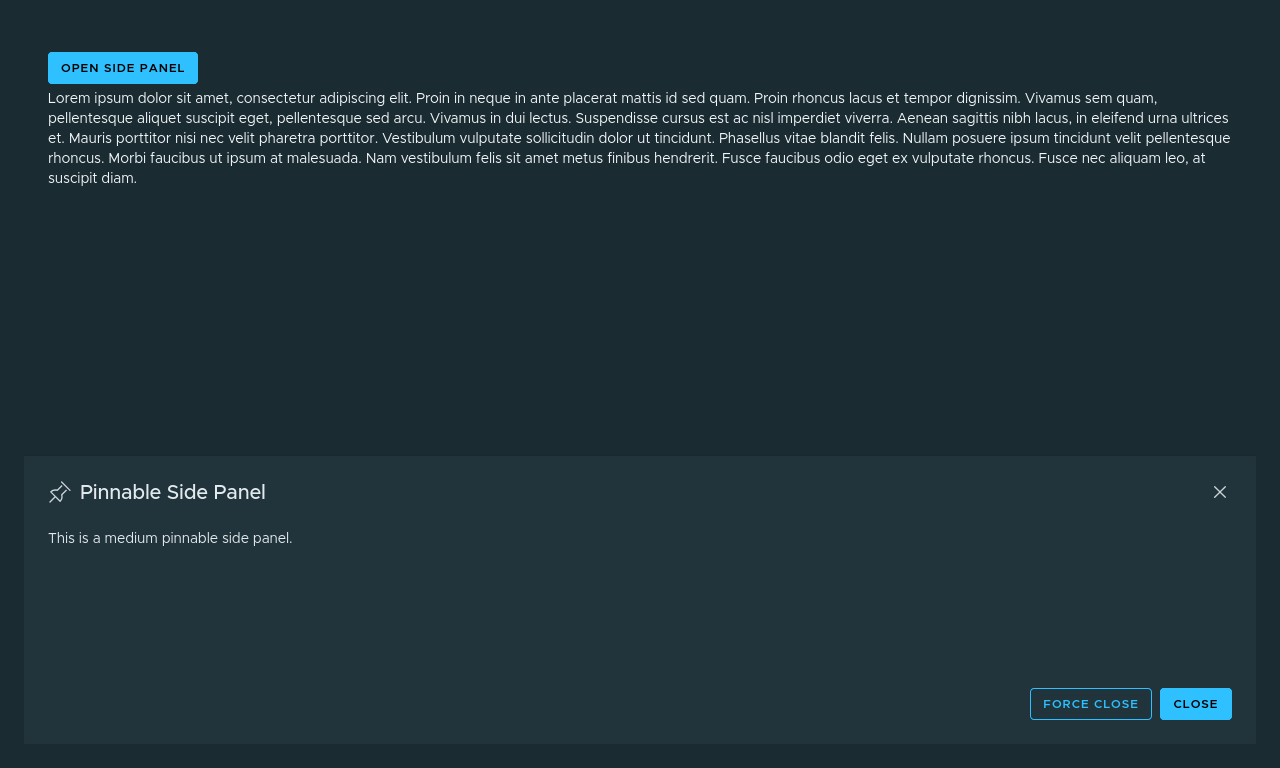 OPEN SIDE PANEL
Lorem ipsum dolor sit amet, consectetur adipiscing elit. Proin in neque in ante placerat mattis id sed quam. Proin rhoncus lacus et tempor dignissim. Vivamus sem quam,
pellentesque aliquet suscipit eget, pellentesque sed arcu. Vivamus in dui lectus. Suspendisse cursus est ac nisl imperdiet viverra. Aenean sagittis nibh lacus, in eleifend urna ultrices
et. Mauris porttitor nisi nec velit pharetra porttitor. Vestibulum vulputate sollicitudin dolor ut tincidunt. Phasellus vitae blandit felis. Nullam posuere ipsum tincidunt velit pellentesque
rhoncus. Morbi faucibus ut ipsum at malesuada. Nam vestibulum felis sit amet metus finibus hendrerit. Fusce faucibus odio eget ex vulputate rhoncus. Fusce nec aliquam leo, at
suscipit diam.
Pinnable Side Panel
This is a medium pinnable side panel.
FORCE CLOSE
CLOSE